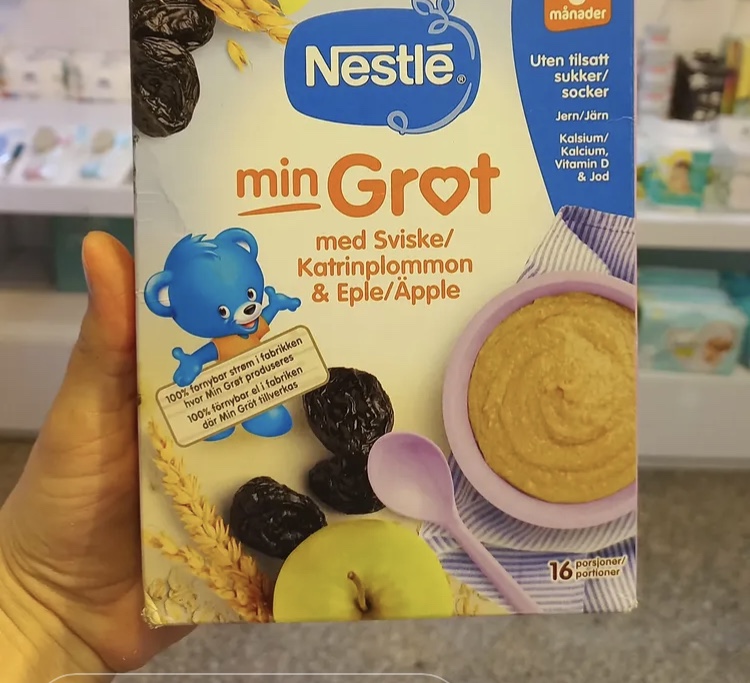 månader
Nestlé®
Uten tilsatt
sukker/
socker
Jern/Järn
Kalsium/
Kalcium,
Vitamin D
& Jod
min Grøt
med Sviske/
Katrinplommon
& Eple/Äpple
100% fornybar strøm i fabrikken
hvor Min Grøt produseres
100% förnybar el i fabriken
där Min Gröt tillverkas
16 porsjoner/
portioner